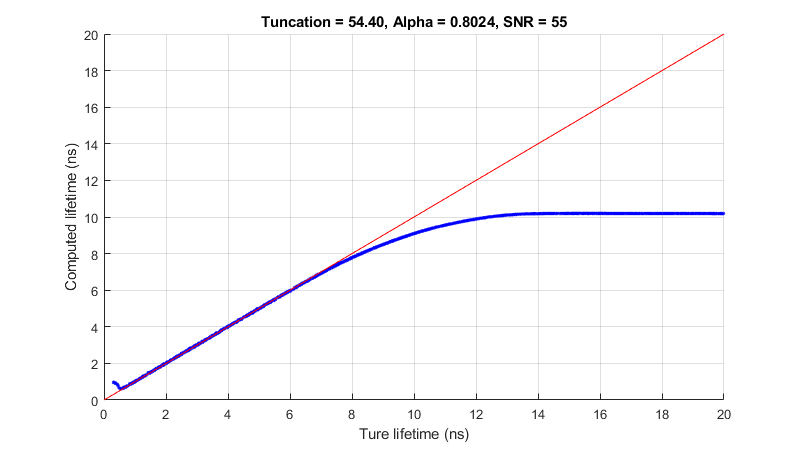 Tuncation = 54.40, Alpha = 0.8024, SNR = 55
20
18
16
14
12
10
8
6
4
2
0
Computed lifetime (ns)
0 2 4 6 8 10 12 14 16 18 20
Ture lifetime (ns)